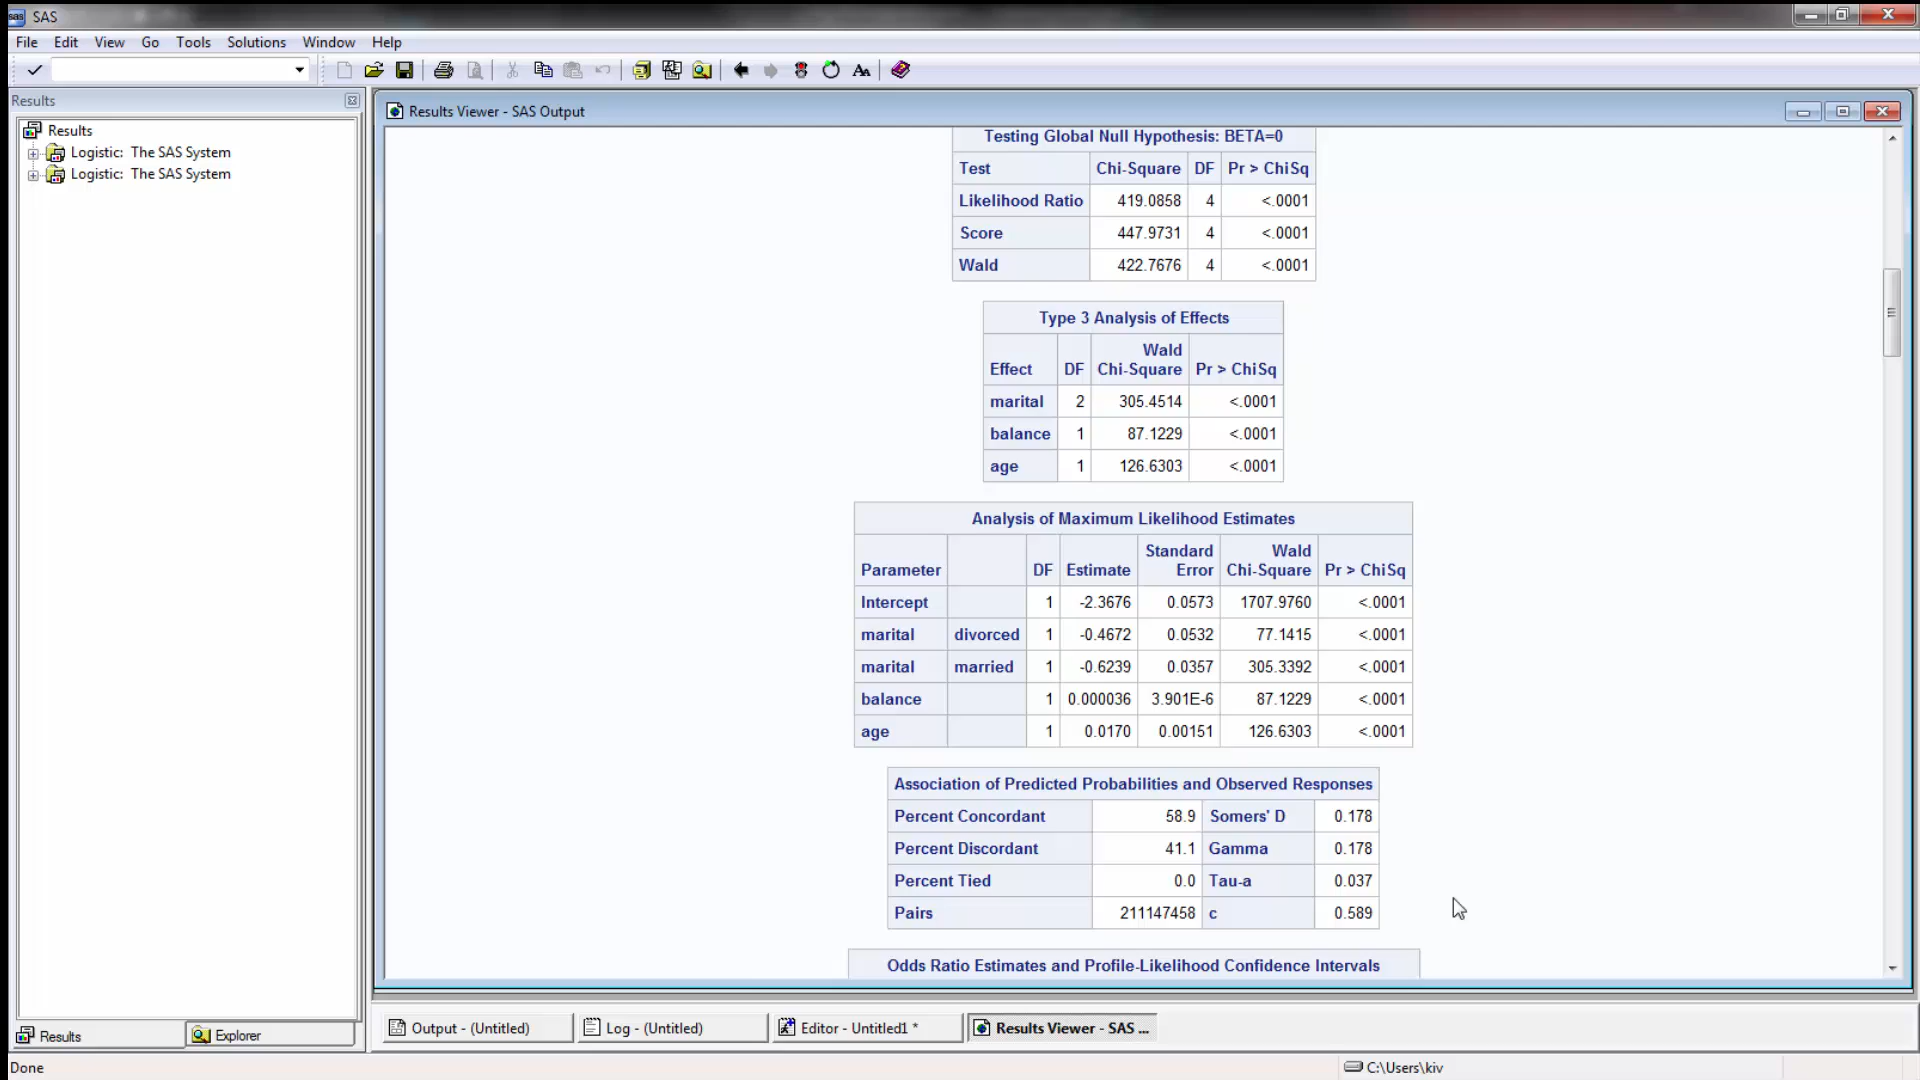 SAS
File Edit View Go Tools Solutions Window Help
Results
Results Viewer - SAS Output
Results
Logistic: The SAS System
Logistic: The SAS System
Testing Global Null Hypothesis: BETA=0
Test Chi-Square DF Pr > ChiSq
Likelihood Ratio 419.0858 4 <.0001
Score 447.9731 4 <.0001
Wald 422.7676 4 <.0001
Type 3 Analysis of Effects
Effect DF Wald Chi-Square Pr > ChiSq
marital 2 305.4514 <.0001
balance 1 87.1229 <.0001
age 1 126.6303 <.0001
Analysis of Maximum Likelihood Estimates
Parameter DF Estimate Standard Error Wald Chi-Square Pr > ChiSq
Intercept 1 -2.3676 0.0573 1707.9760 <.0001
marital divorced 1 -0.4672 0.0532 77.1415 <.0001
marital married 1 -0.6239 0.0357 305.3392 <.0001
balance 1 0.000036 3.901E-6 87.1229 <.0001
age 1 0.0170 0.00151 126.6303 <.0001
Association of Predicted Probabilities and Observed Responses
Percent Concordant 58.9 Somers' D 0.178
Percent Discordant 41.1 Gamma 0.178
Percent Tied 0.0 Tau-a 0.037
Pairs 211147458 c 0.589
Odds Ratio Estimates and Profile-Likelihood Confidence Intervals
Results Explorer
Output - (Untitled) Log - (Untitled) Editor - Untitled1 * Results Viewer - SAS ...
Done C:\Users\kiv